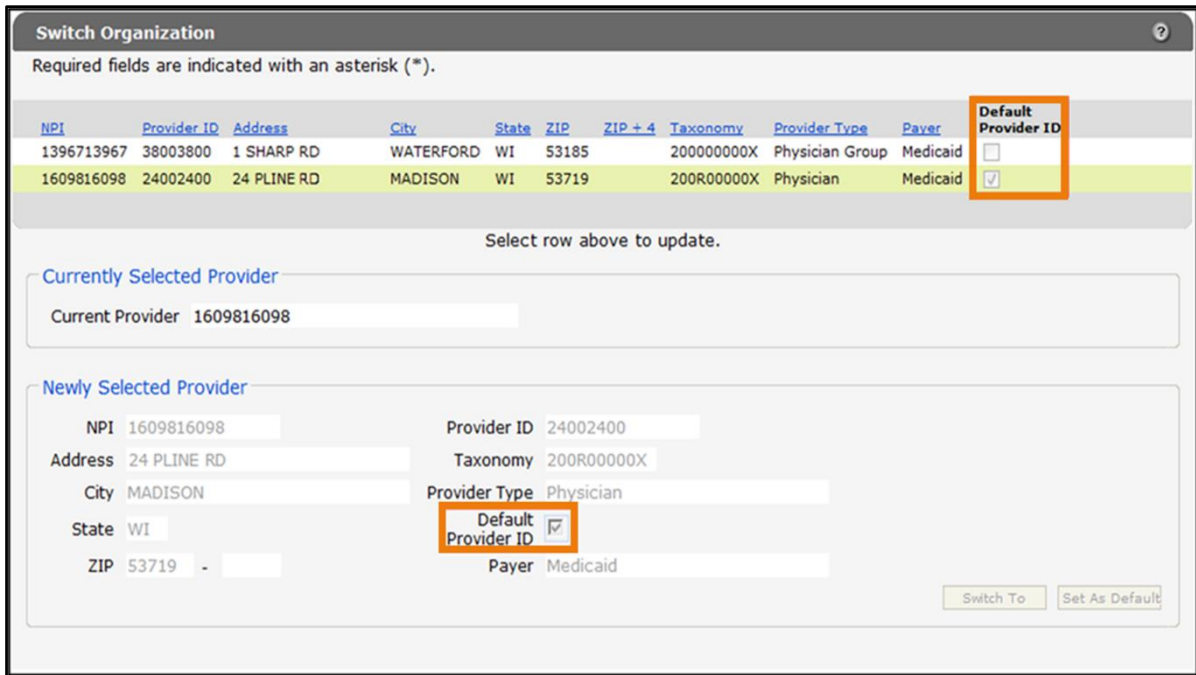 Switch Organization ?
Required fields are indicated with an asterisk (*).
NPI Provider ID Address City State ZIP ZIP + 4 Taxonomy Provider Type Payer Default Provider ID
1396713967 38003800 1 SHARP RD WATERFORD WI 53185 200000000X Physician Group Medicaid
1609816098 24002400 24 PLINE RD MADISON WI 53719 200R00000X Physician Medicaid
Select row above to update.
Currently Selected Provider
Current Provider 1609816098
Newly Selected Provider
NPI 1609816098 Provider ID 24002400
Address 24 PLINE RD Taxonomy 200R00000X
City MADISON Provider Type Physician
State WI Default Provider ID
ZIP 53719 - Payer Medicaid
Switch To Set As Default